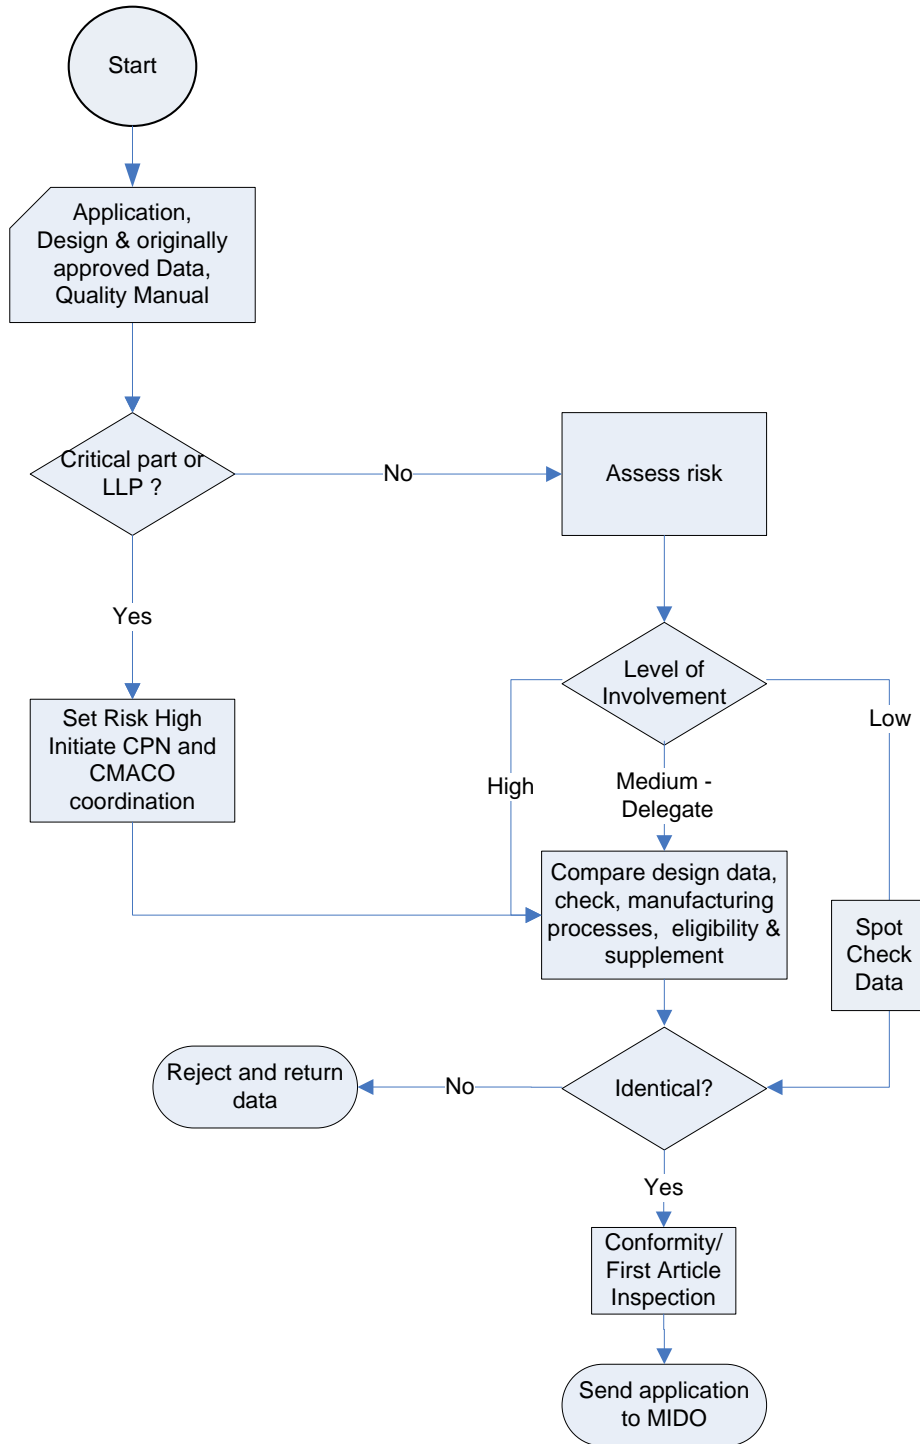 Start
Application,
Design & originally
approved Data,
Quality Manual
Critical part or
LLP ?
No
Assess risk
Yes
Level of
Involvement
Set Risk High
Initiate CPN and
CMACO
coordination
High
Medium -
Delegate
Low
Compare design data,
check, manufacturing
processes, eligibility &
supplement
Spot
Check
Data
Reject and return
data
No
Identical?
Yes
Conformity/
First Article
Inspection
Send application
to MIDO